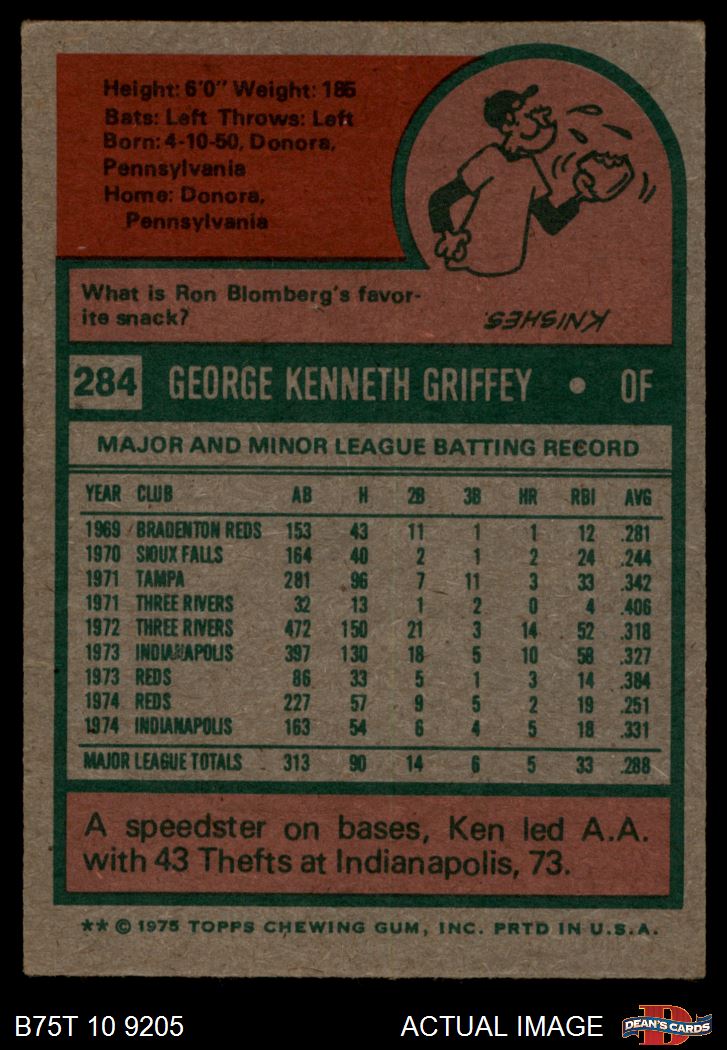 Height: 6'0" Weight: 185
Bats: Left Throws: Left
Born: 4-10-50, Donora,
Pennsylvania
Home: Donora,
Pennsylvania
What is Ron Blomberg's favor-
ite snack?
KNISHES.
284 GEORGE KENNETH GRIFFEY • OF
MAJOR AND MINOR LEAGUE BATTING RECORD
YEAR CLUB AB H 2B 3B HR RBI AVG
1969 BRADENTON REDS 153 43 11 1 1 12 .281
1970 SIOUX FALLS 164 40 2 1 2 24 .244
1971 TAMPA 281 96 7 11 3 33 .342
1971 THREE RIVERS 32 13 1 2 0 4 .406
1972 THREE RIVERS 472 150 21 3 14 52 .318
1973 INDIANAPOLIS 397 130 18 5 10 58 .327
1973 REDS 86 33 5 1 3 14 .384
1974 REDS 227 57 9 5 2 19 .251
1974 INDIANAPOLIS 163 54 6 4 5 18 .331
MAJOR LEAGUE TOTALS 313 90 14 6 5 33 .288
A speedster on bases, Ken led A.A.
with 43 Thefts at Indianapolis, 73.
** © 1975 TOPPS CHEWING GUM, INC. PRTD IN U.S.A.
B75T 10 9205 ACTUAL IMAGE D DEAN'S CARDS